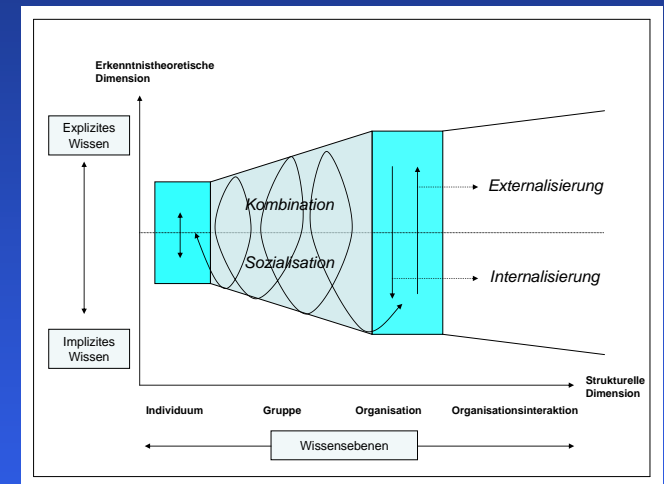 Erkenntnistheoretische
Dimension
Explizites
Wissen
Kombination
Externalisierung
Sozialisation
Internalisierung
Implizites
Wissen
Strukturelle
Dimension
Individuum
Gruppe
Organisation
Organisationsinteraktion
Wissensebenen